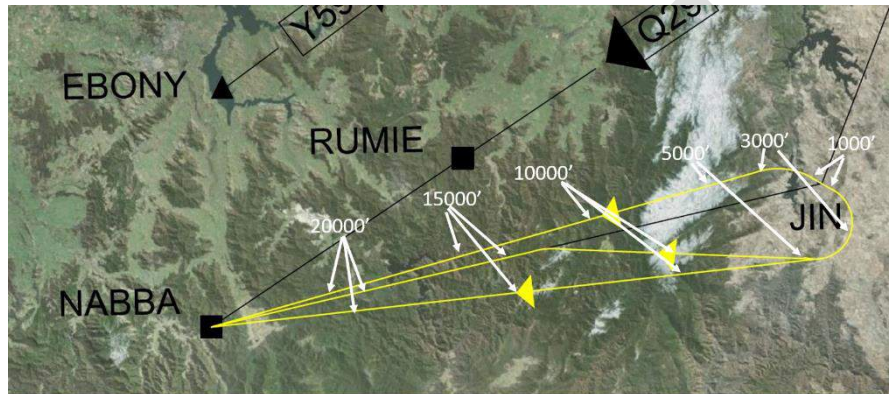 Y59
Q29
EBONY
RUMIE
3000'
1000'
5000'
10000'
15000'
JIN
20000'
NABBA